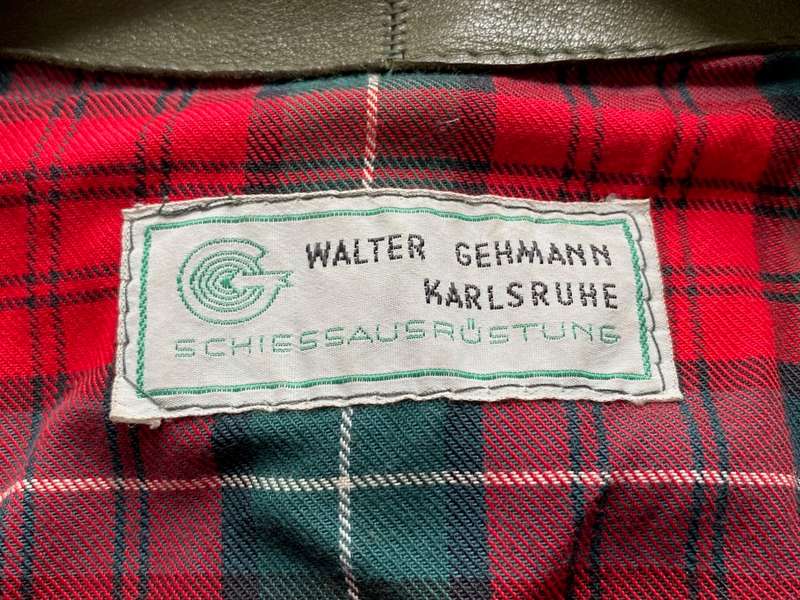 WALTER GEHMANN
KARLSRUHE
SCHIESSAUSRÜSTUNG